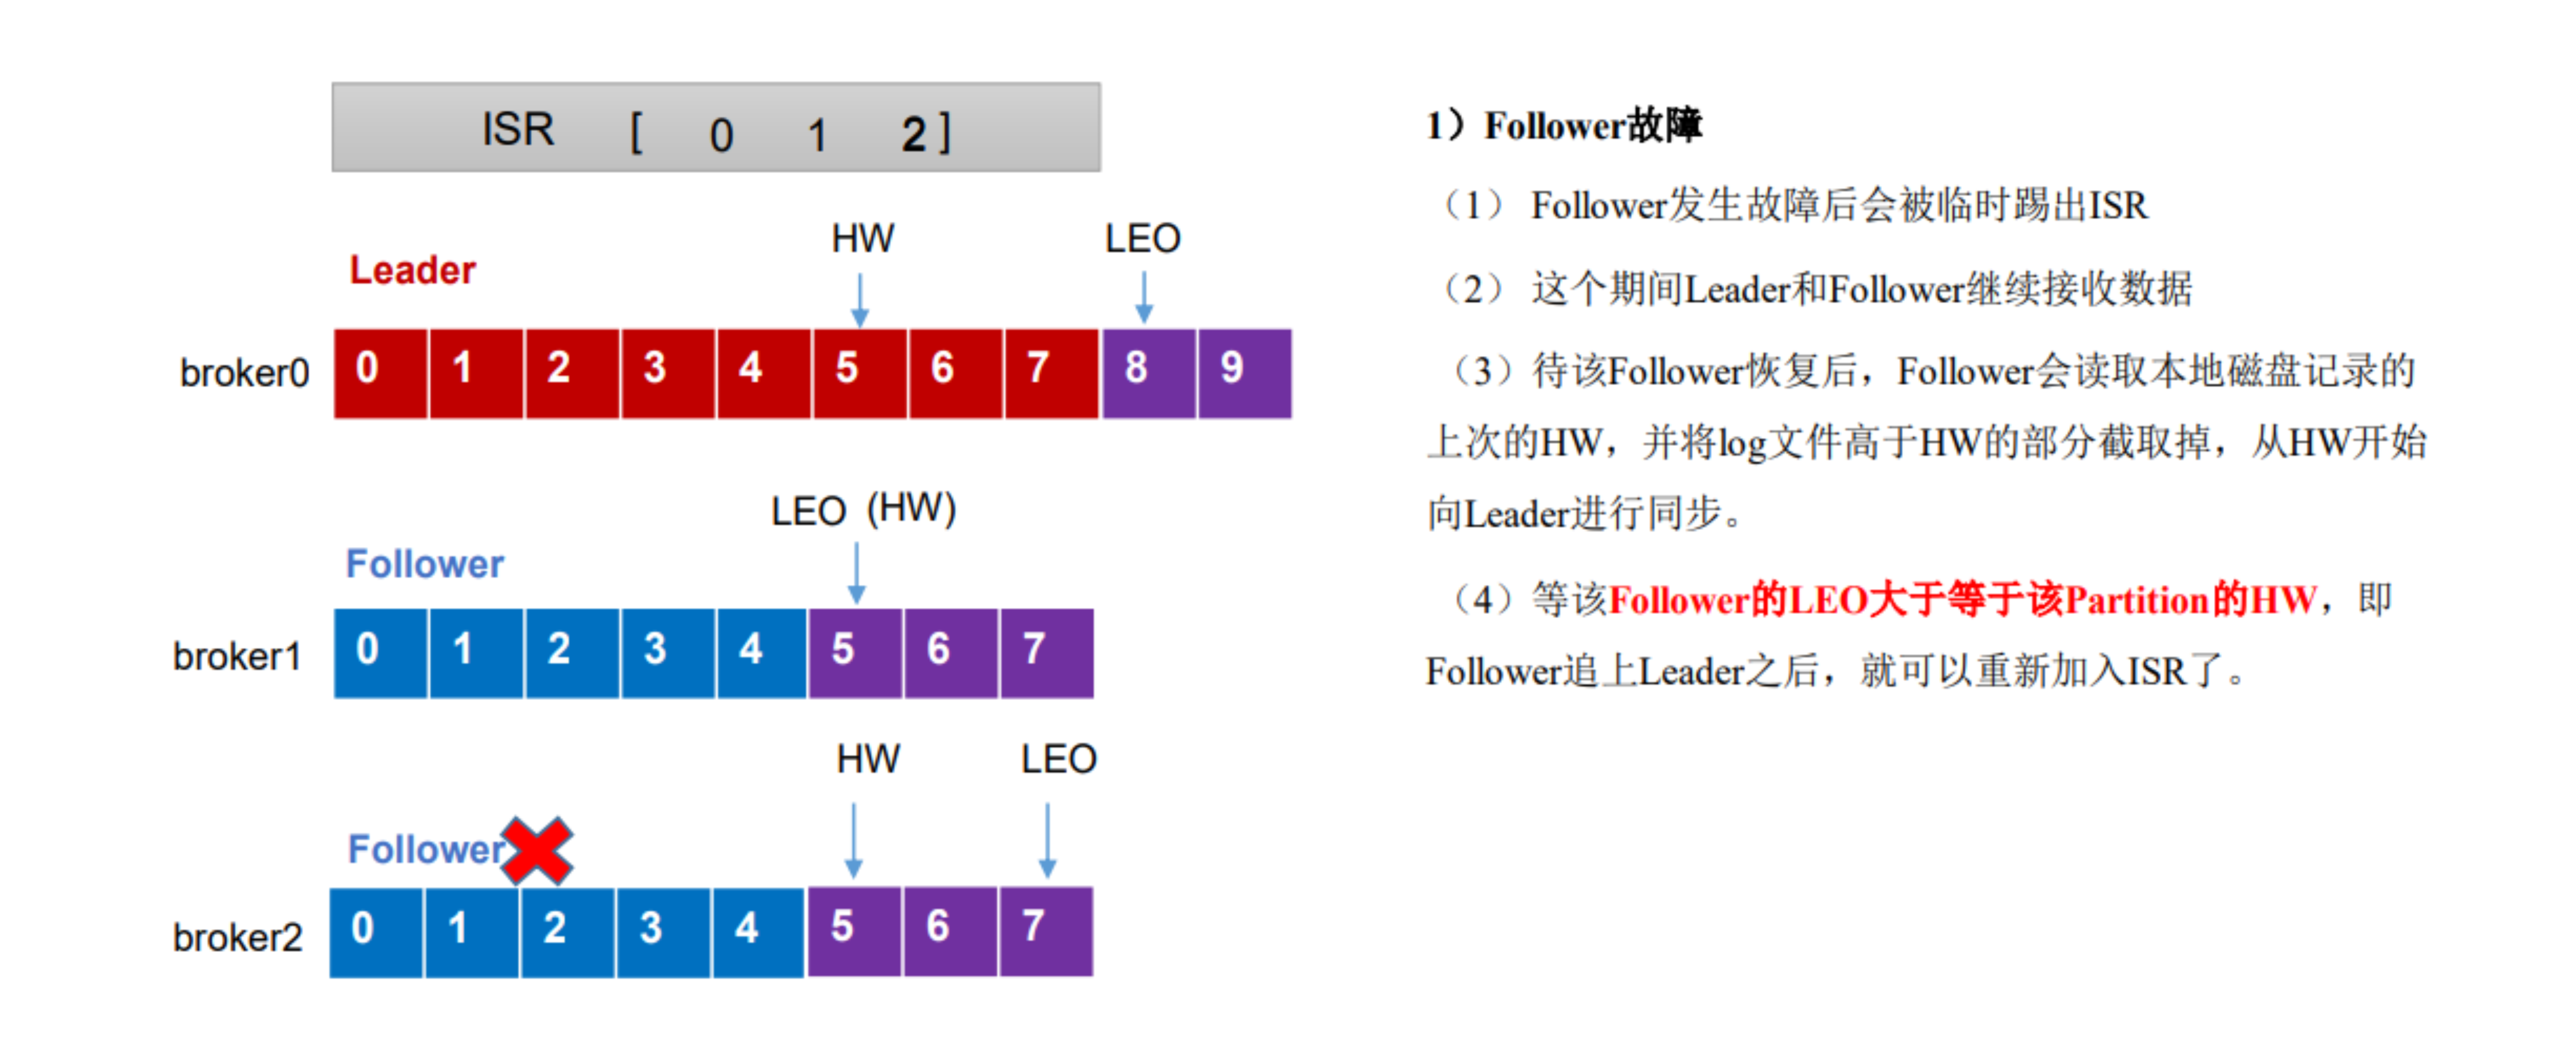 ISR [ 0 1 2 ]
HW LEO
Leader
broker0 0 1 2 3 4 5 6 7 8 9
LEO (HW)
Follower
broker1 0 1 2 3 4 5 6 7
HW LEO
Follower
broker2 0 1 2 3 4 5 6 7
1）Follower故障
（1） Follower发生故障后会被临时踢出ISR
（2） 这个期间Leader和Follower继续接收数据
（3）待该Follower恢复后，Follower会读取本地磁盘记录的
上次的HW，并将log文件高于HW的部分截取掉，从HW开始
向Leader进行同步。
（4）等该Follower的LEO大于等于该Partition的HW，即
Follower追上Leader之后，就可以重新加入ISR了。